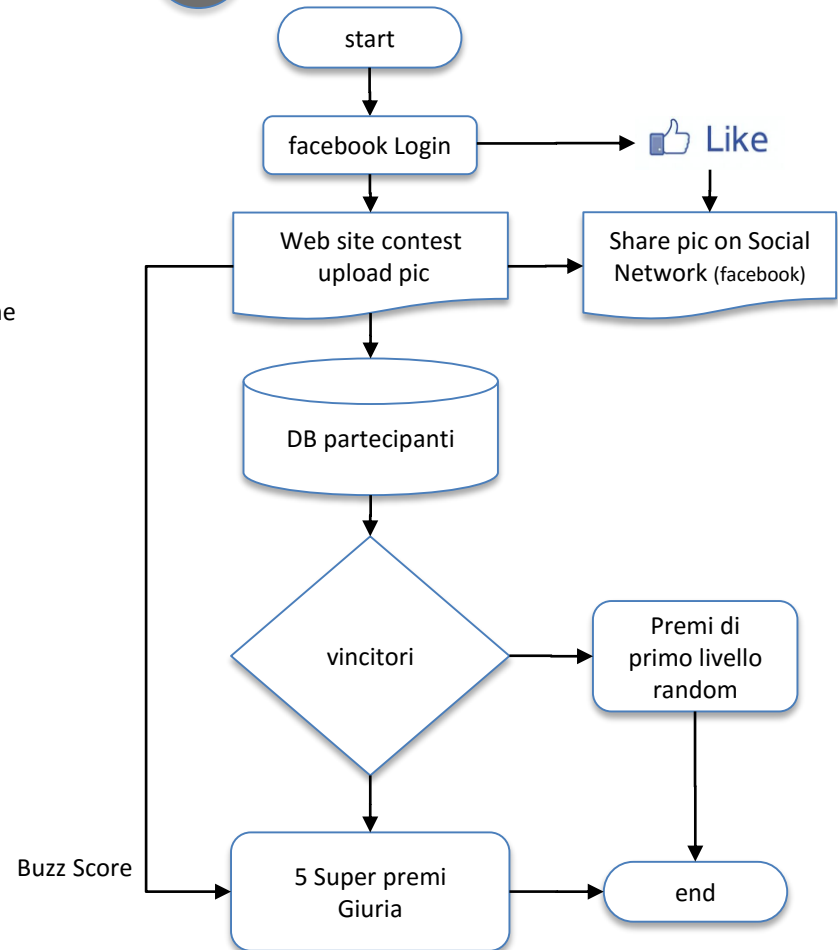 start
facebook Login
Like
Web site contest
upload pic
Share pic on Social
Network (facebook)
DB partecipanti
vincitori
Premi di
primo livello
random
Buzz Score
5 Super premi
Giuria
end